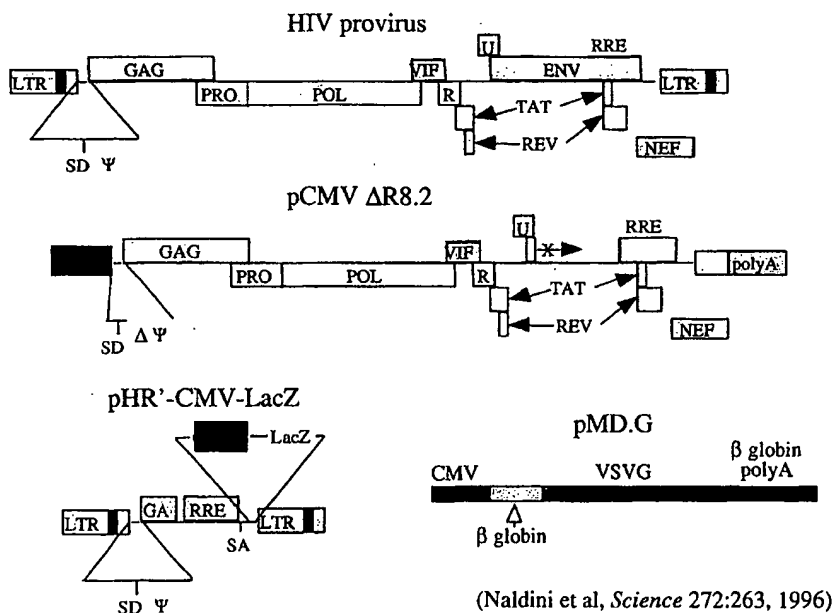 HIV provirus
U RRE
LTR GAG VIF ENV LTR
PRO POL R TAT
REV NEF
SD Ψ
pCMV ΔR8.2
U RRE
GAG VIF X polyA
PRO POL R TAT
REV NEF
SD Δ Ψ
pHR'-CMV-LacZ
LacZ
LTR GA RRE LTR
SA
SD Ψ
pMD.G
β globin
CMV VSVG polyA
β globin
(Naldini et al, Science 272:263, 1996)